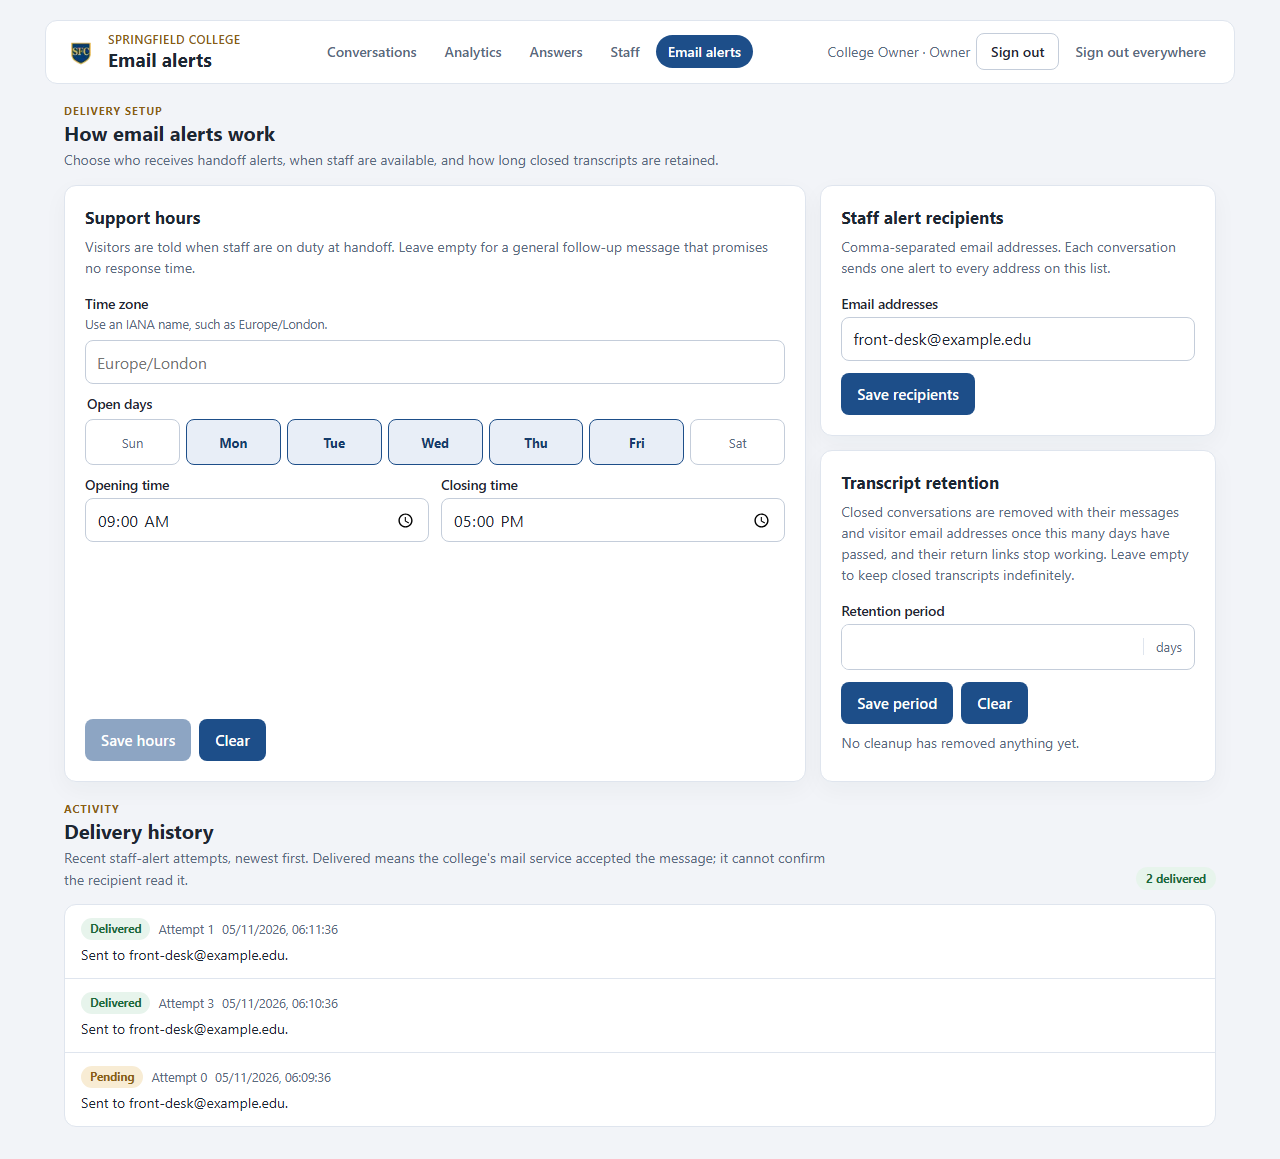 SFC
SPRINGFIELD COLLEGE
Email alerts
Conversations
Analytics
Answers
Staff
Email alerts
College Owner · Owner
Sign out
Sign out everywhere
DELIVERY SETUP
How email alerts work
Choose who receives handoff alerts, when staff are available, and how long closed transcripts are retained.
Support hours
Visitors are told when staff are on duty at handoff. Leave empty for a general follow-up message that promises
no response time.
Time zone
Use an IANA name, such as Europe/London.
Europe/London
Open days
Sun
Mon
Tue
Wed
Thu
Fri
Sat
Opening time
Closing time
09:00 AM
05:00 PM
Save hours
Clear
Staff alert recipients
Comma-separated email addresses. Each conversation
sends one alert to every address on this list.
Email addresses
front-desk@example.edu
Save recipients
Transcript retention
Closed conversations are removed with their messages
and visitor email addresses once this many days have
passed, and their return links stop working. Leave empty
to keep closed transcripts indefinitely.
Retention period
days
Save period
Clear
No cleanup has removed anything yet.
ACTIVITY
Delivery history
Recent staff-alert attempts, newest first. Delivered means the college's mail service accepted the message; it cannot confirm
the recipient read it.
2 delivered
Delivered Attempt 1 05/11/2026, 06:11:36
Sent to front-desk@example.edu.
Delivered Attempt 3 05/11/2026, 06:10:36
Sent to front-desk@example.edu.
Pending Attempt 0 05/11/2026, 06:09:36
Sent to front-desk@example.edu.